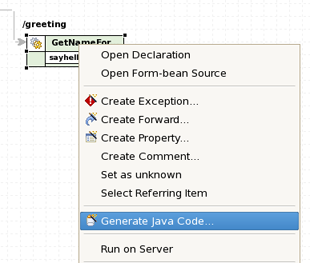 /greeting
GetNameFor
sayhell
Open Declaration
Open Form-bean Source
Create Exception...
Create Forward...
Create Property...
Create Comment...
Set as unknown
Select Referring Item
Generate Java Code...
Run on Server